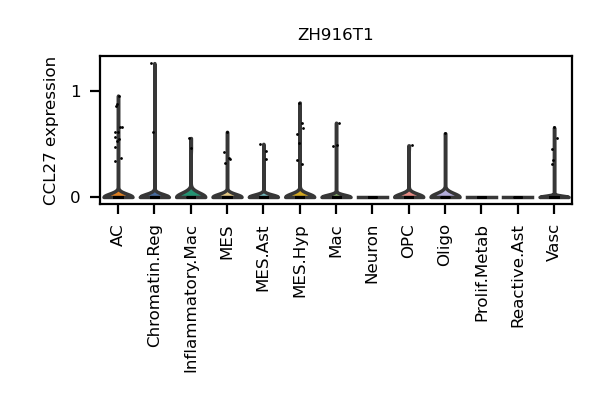 ZH916T1
CCL27 expression
1
0
AC
Chromatin.Reg
Inflammatory.Mac
MES
MES.Ast
MES.Hyp
Mac
Neuron
OPC
Oligo
Prolif.Metab
Reactive.Ast
Vasc